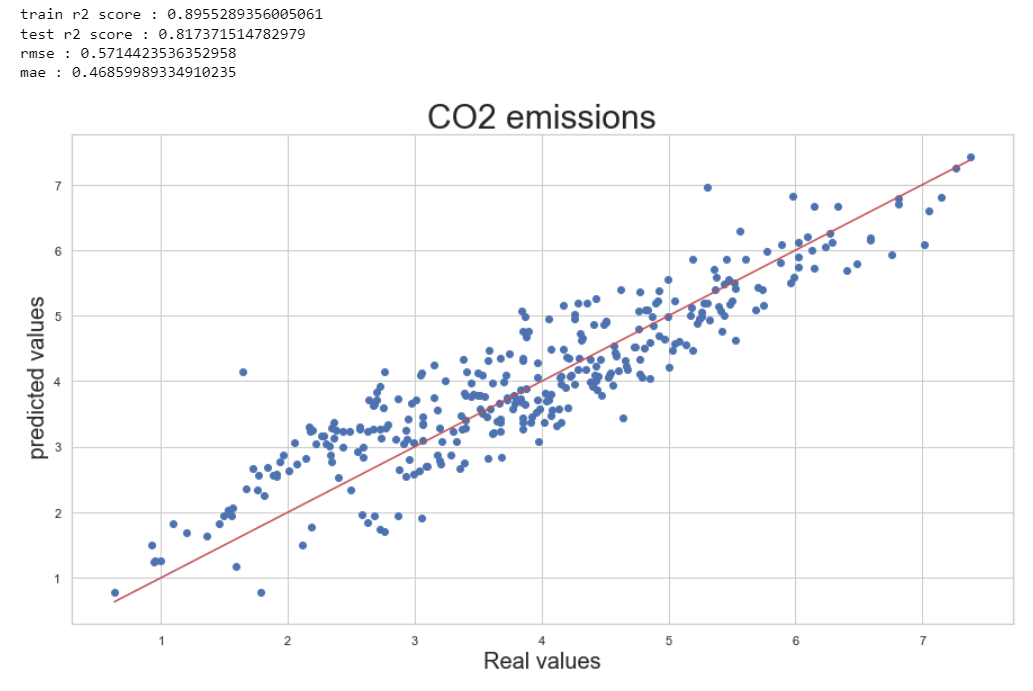 train r2 score : 0.8955289356005061
test r2 score : 0.817371514782979
rmse : 0.5714423536352958
mae : 0.46859989334910235
CO2 emissions
predicted values
7
6
5
4
3
2
1
1 2 3 4 5 6 7
Real values